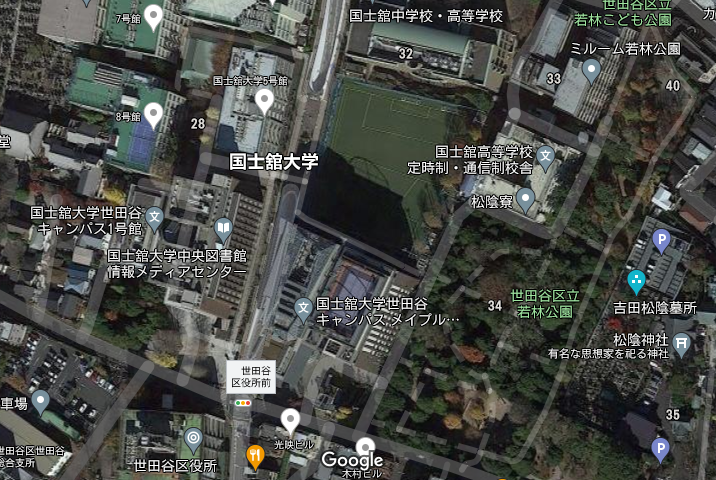 7号館
国士舘中学校・高等学校
世田谷区立
若林こども公園
32
ミルーム若林公園
33
40
国士舘大学5号館
8号館
28
堂
国士舘大学
国士舘高等学校
定時制・通信制校舎
松陰寮
国士舘大学世田谷
キャンパス1号館
国士舘大学中央図書館
情報メディアセンター
P
国士舘大学世田谷
キャンパス メイプル…
34
世田谷区立
若林公園
吉田松陰墓所
松陰神社
有名な思想家を祀る神社
世田谷
区役所前
車場
光映ビル
35
世田谷区世田谷
総合支所
世田谷区役所
Google
木村ビル
P